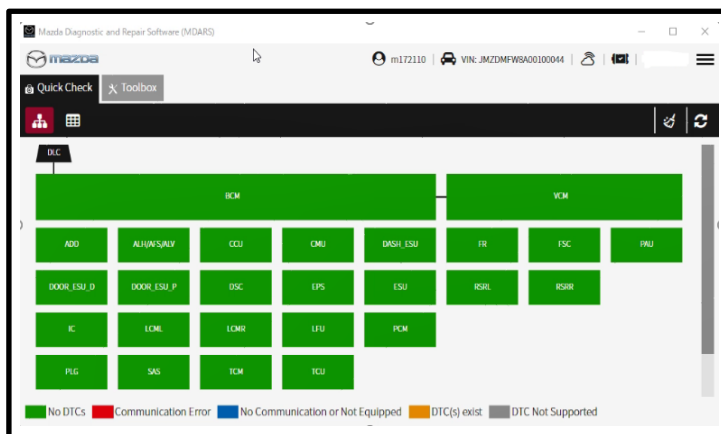 Mazda Diagnostic and Repair Software (MDARS)
mazda m172110 VIN: JMZDMFW8A00100044
Quick Check Toolbox
DLC
BCM VCM
ADD ALH/AFS/ALV CCU CMU DASH_ESU FR FSC PAU
DOOR_ESU_D DOOR_ESU_P DSC EPS ESU RSRL RSRR
IC LCML LCMR LFU PCM
PLG SAS TCM TCU
No DTCs Communication Error No Communication or Not Equipped DTC(s) exist DTC Not Supported